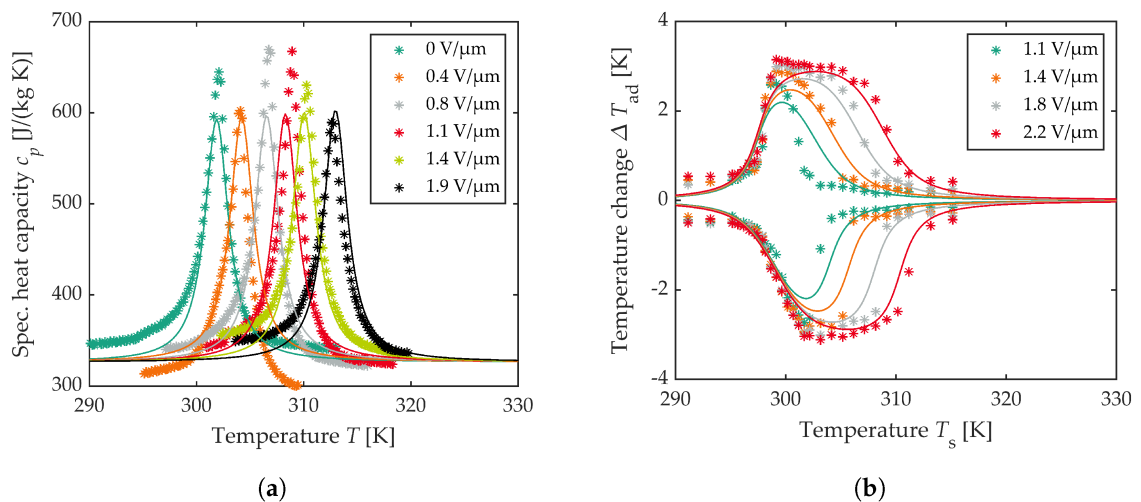 700
600
500
400
300
290
300
310
320
330
Spec. heat capacity c_p [J/(kg K)]
Temperature T [K]
0 V/µm
0.4 V/µm
0.8 V/µm
1.1 V/µm
1.4 V/µm
1.9 V/µm
(a)
4
2
0
-2
-4
290
300
310
320
330
Temperature change Δ T_ad [K]
Temperature T_s [K]
1.1 V/µm
1.4 V/µm
1.8 V/µm
2.2 V/µm
(b)